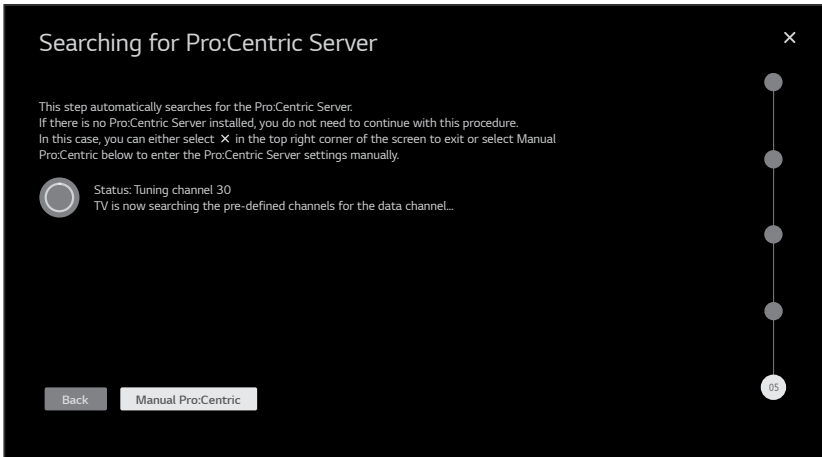 Searching for Pro:Centric Server
×
This step automatically searches for the Pro:Centric Server.
If there is no Pro:Centric Server installed, you do not need to continue with this procedure.
In this case, you can either select × in the top right corner of the screen to exit or select Manual
Pro:Centric below to enter the Pro:Centric Server settings manually.
Status: Tuning channel 30
TV is now searching the pre-defined channels for the data channel...
05
Back
Manual Pro:Centric